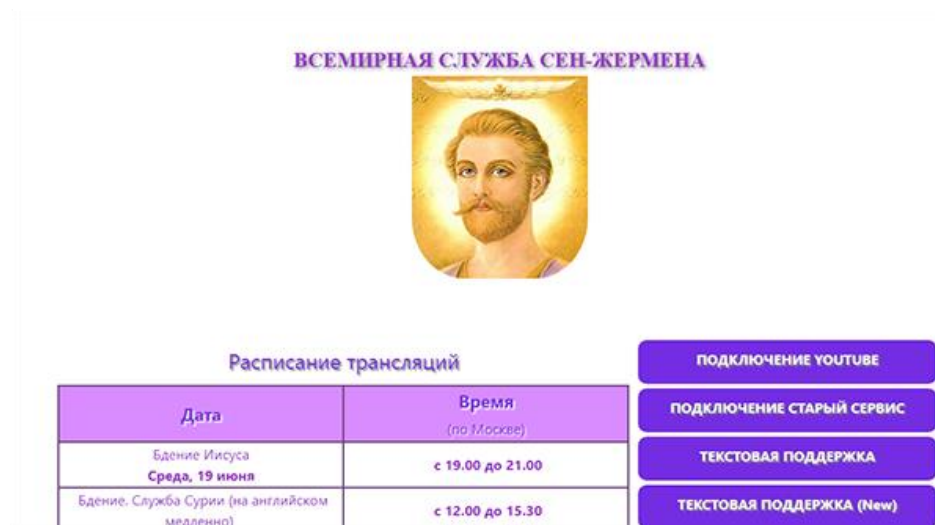 ВСЕМИРНАЯ СЛУЖБА СЕН-ЖЕРМЕНА
Расписание трансляций
Дата
Время
(по Москве)
Бдение Иисуса
Среда, 19 июня
с 19.00 до 21.00
Бдение. Служба Сурии (на английском
медленно)
с 12.00 до 15.30
ПОДКЛЮЧЕНИЕ YOUTUBE
ПОДКЛЮЧЕНИЕ СТАРЫЙ СЕРВИС
ТЕКСТОВАЯ ПОДДЕРЖКА
ТЕКСТОВАЯ ПОДДЕРЖКА (New)